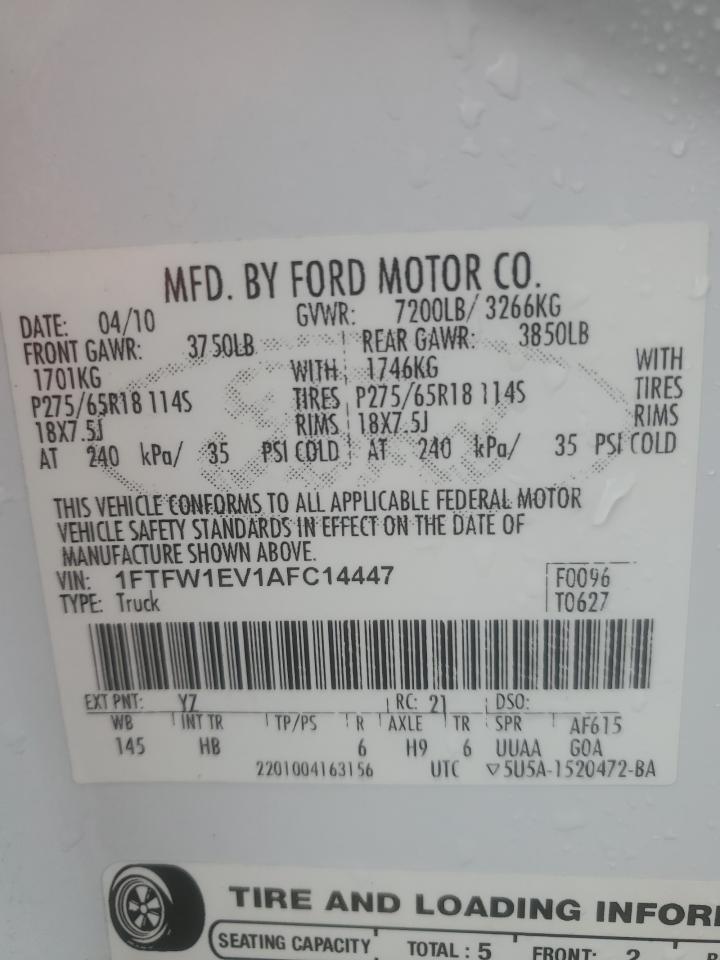 MFD. BY FORD MOTOR CO.
DATE: 04/10 GVWR: 7200LB/ 3266KG
FRONT GAWR: 3750LB REAR GAWR: 3850LB
1701KG WITH 1746KG WITH
P275/65R18 114S TIRES P275/65R18 114S TIRES
18X7.5J RIMS 18X7.5J RIMS
AT 240 kPa/ 35 PSI COLD AT 240 kPa/ 35 PSI COLD
THIS VEHICLE CONFORMS TO ALL APPLICABLE FEDERAL MOTOR
VEHICLE SAFETY STANDARDS IN EFFECT ON THE DATE OF
MANUFACTURE SHOWN ABOVE.
VIN: 1FTFW1EV1AFC14447 F0096
TYPE: Truck T0627
EXT PNT: YZ RC: 21 DSO:
WB INT TR TP/PS R AXLE TR SPR AF615
145 HB 6 H9 6 UUAA GOA
2201004163156 UTC ▽5U5A-1520472-BA
TIRE AND LOADING
SEATING CAPACITY TOTAL : 5 FRONT: 2